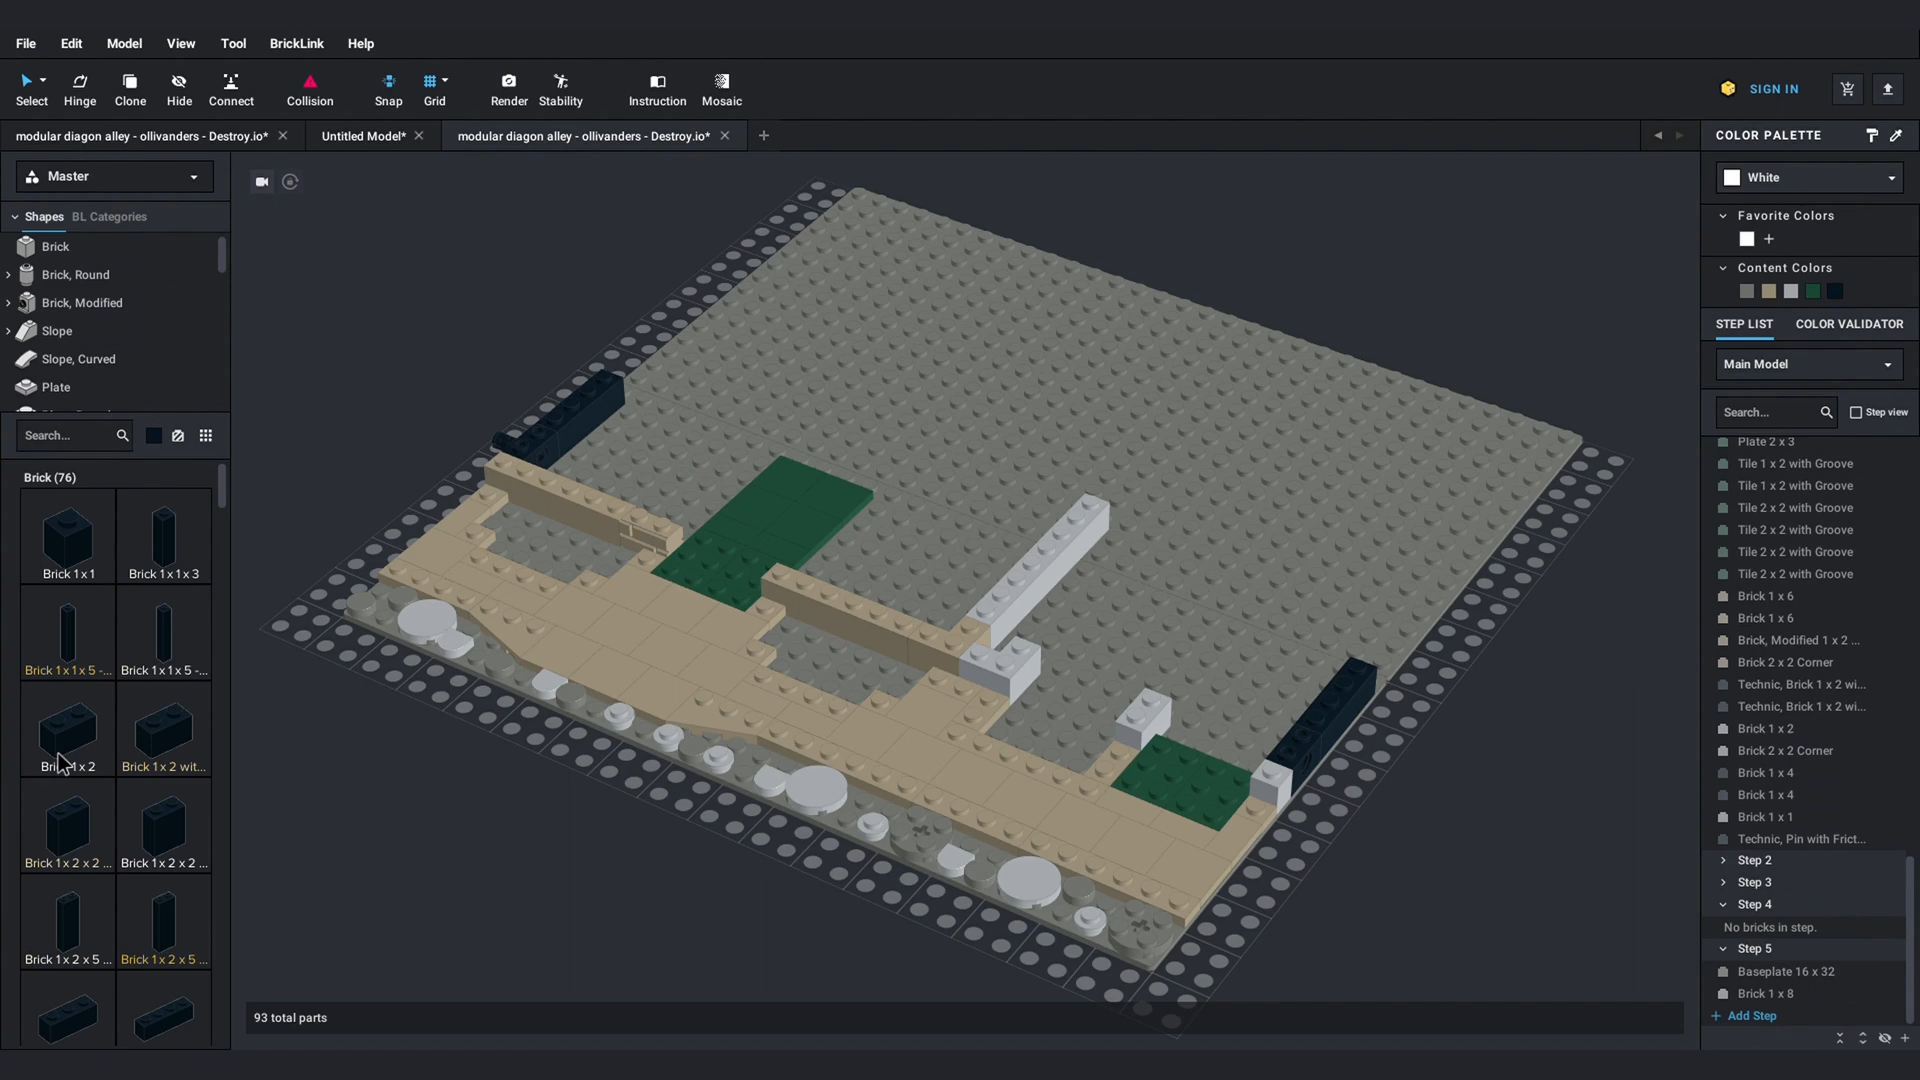 File Edit Model View Tool BrickLink Help
Select Hinge Clone Hide Connect Collision Snap Grid Render Stability Instruction Mosaic SIGN IN
modular diagon alley - ollivanders - Destroy.io* Untitled Model* modular diagon alley - ollivanders - Destroy.io*
Master
Shapes BL Categories
Brick
Brick, Round
Brick, Modified
Slope
Slope, Curved
Plate
Search...
Brick (76)
Brick 1 x 1 Brick 1 x 1 x 3
Brick 1 x 1 x 5 -... Brick 1 x 1 x 5 -...
Brick 1 x 2 Brick 1 x 2 wit...
Brick 1 x 2 x 2 ... Brick 1 x 2 x 2 ...
Brick 1 x 2 x 5 ... Brick 1 x 2 x 5 ...
93 total parts
COLOR PALETTE
White
Favorite Colors
Content Colors
STEP LIST COLOR VALIDATOR
Main Model
Search... Step view
Plate 2 x 3
Tile 1 x 2 with Groove
Tile 1 x 2 with Groove
Tile 2 x 2 with Groove
Tile 2 x 2 with Groove
Tile 2 x 2 with Groove
Tile 2 x 2 with Groove
Brick 1 x 6
Brick 1 x 6
Brick, Modified 1 x 2 ...
Brick 2 x 2 Corner
Technic, Brick 1 x 2 wi...
Technic, Brick 1 x 2 wi...
Brick 1 x 2
Brick 2 x 2 Corner
Brick 1 x 4
Brick 1 x 4
Brick 1 x 1
Technic, Pin with Frict...
Step 2
Step 3
Step 4
No bricks in step.
Step 5
Baseplate 16 x 32
Brick 1 x 8
+ Add Step